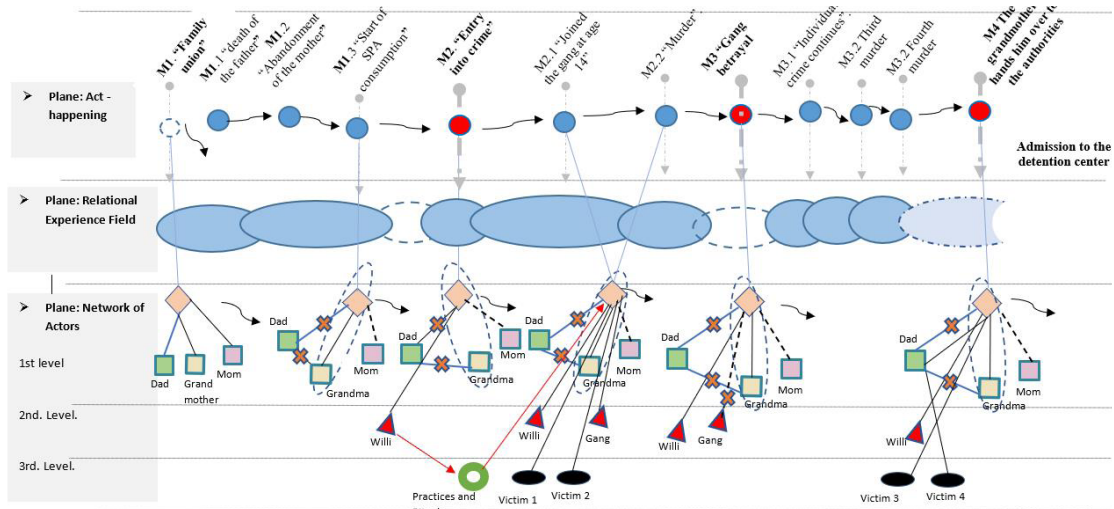 M1. "Family
union"
M1.1 "death of
the father"
M1.2
"Abandonment
of the mother"
M1.3 "Start of
SPA
consumption"
M2. "Entry
into crime"
M2.1 "Joined
the gang at age
14"
M2.2 "Murder",
M3 "Gang
betrayal
M3.1 "Individual
crime continues"
M3.2 Third
murder
M3.2 Fourth
murder
M4 The
grandmother
hands him over to
the authorities
Plane: Act -
happening
Admission to the
detention center
Plane: Relational
Experience Field
Plane: Network of
Actors
1st level
2nd. Level.
3rd. Level.
Dad
Grand
mother
Mom
Dad
Grandma
Mom
Dad
Grandma
Mom
Willi
Practices and
Dad
Grandma
Mom
Willi
Gang
Victim 1
Victim 2
Dad
Grandma
Mom
Willi
Gang
Dad
Grandma
Mom
Willi
Victim 3
Victim 4